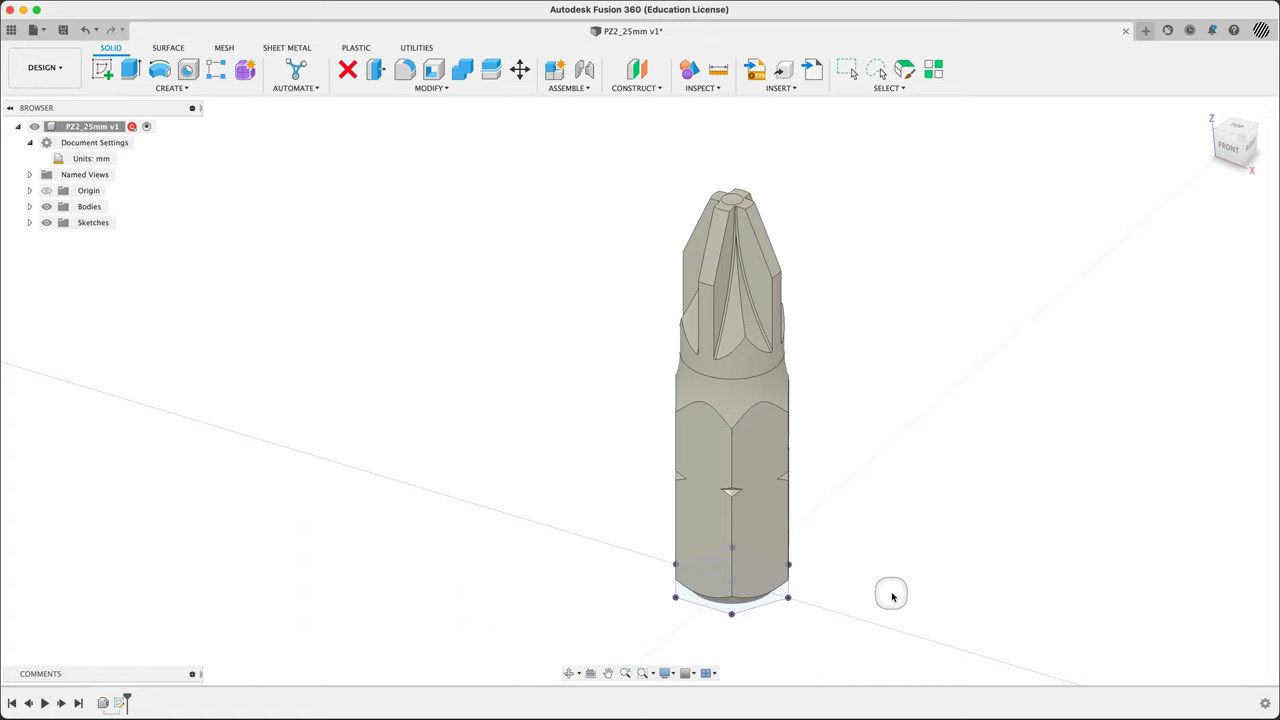 Autodesk Fusion 360 (Education License)
PZ2_25mm v1*
DESIGN
SOLID SURFACE MESH SHEET METAL PLASTIC UTILITIES
CREATE AUTOMATE MODIFY ASSEMBLE CONSTRUCT INSPECT INSERT SELECT
BROWSER
PZ2_25mm v1
Document Settings
Units: mm
Named Views
Origin
Bodies
Sketches
Z
TOP
FRONT
X
COMMENTS